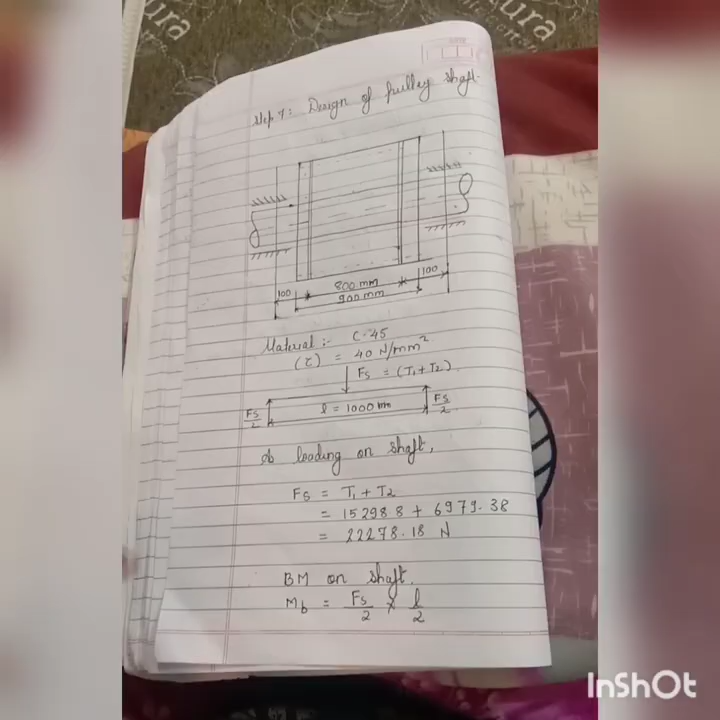 Step 7: Design of pulley shaft.
100
800 mm
100
900 mm
Material :- C-45
(τ) = 40 N/mm²
Fs = (T1 + T2)
Fs/2
l = 1000 mm
Fs/2
loading on shaft,
Fs = T1 + T2
= 15298.8 + 6979.38
= 22278.18 N
BM on shaft.
Mb = Fs/2 × l/2
InShOt